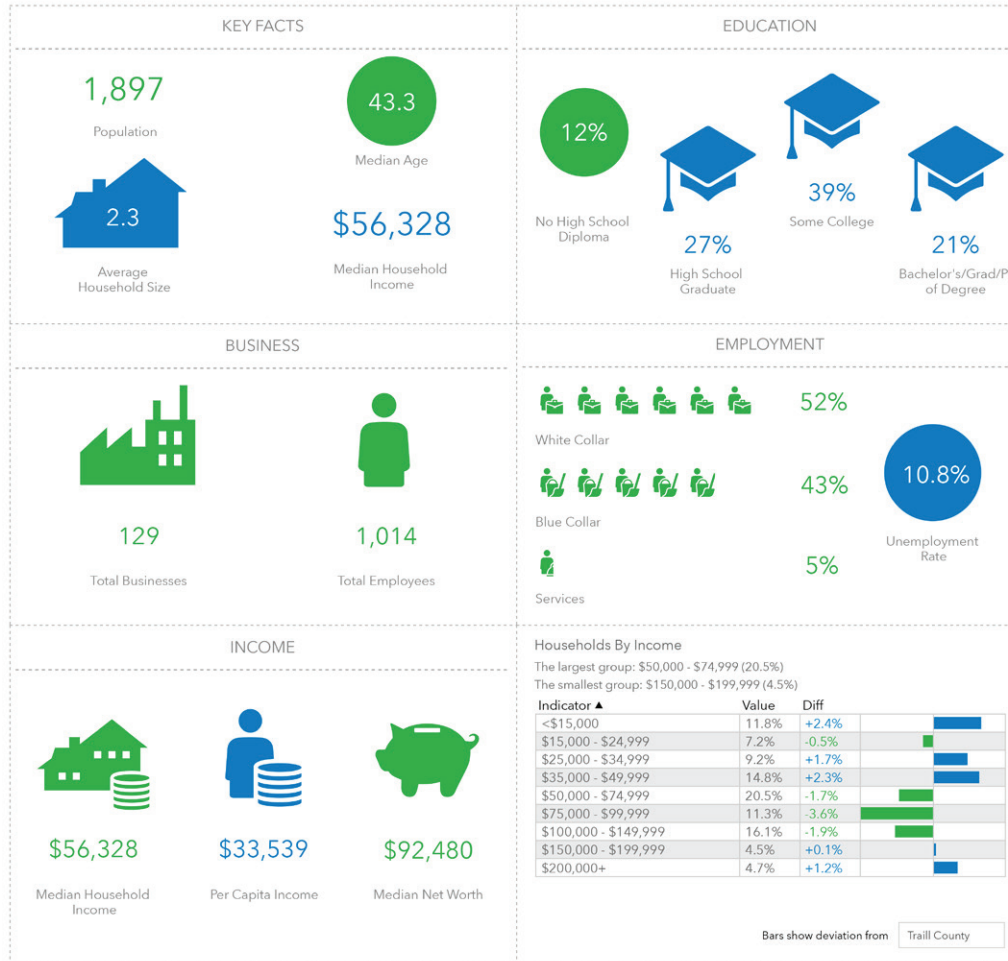 KEY FACTS
1,897
Population
43.3
Median Age
2.3
Average
Household Size
$56,328
Median Household
Income
EDUCATION
12%
No High School
Diploma
27%
High School
Graduate
39%
Some College
21%
Bachelor's/Grad/P
of Degree
BUSINESS
129
Total Businesses
1,014
Total Employees
EMPLOYMENT
52%
White Collar
43%
Blue Collar
5%
Services
10.8%
Unemployment
Rate
INCOME
$56,328
Median Household
Income
$33,539
Per Capita Income
$92,480
Median Net Worth
Households By Income
The largest group: $50,000 - $74,999 (20.5%)
The smallest group: $150,000 - $199,999 (4.5%)
Indicator ▲ Value Diff
<$15,000 11.8% +2.4%
$15,000 - $24,999 7.2% -0.5%
$25,000 - $34,999 9.2% +1.7%
$35,000 - $49,999 14.8% +2.3%
$50,000 - $74,999 20.5% -1.7%
$75,000 - $99,999 11.3% -3.6%
$100,000 - $149,999 16.1% -1.9%
$150,000 - $199,999 4.5% +0.1%
$200,000+ 4.7% +1.2%
Bars show deviation from Traill County